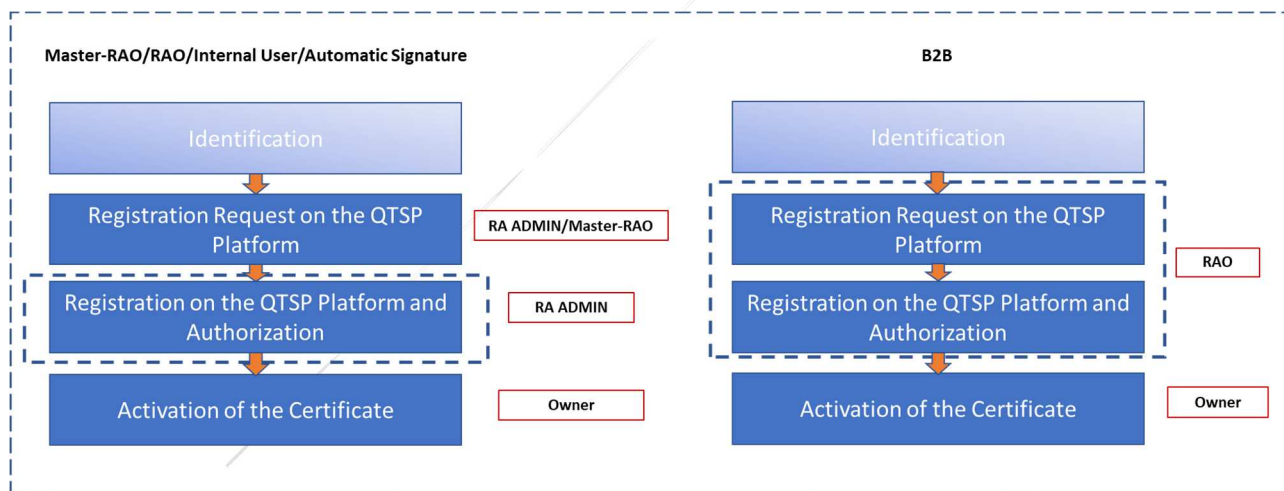 Master-RAO/RAO/Internal User/Automatic Signature
Identification
Registration Request on the QTSP
Platform
RA ADMIN/Master-RAO
Registration on the QTSP Platform and
Authorization
RA ADMIN
Activation of the Certificate
Owner
B2B
Identification
Registration Request on the QTSP
Platform
RAO
Registration on the QTSP Platform and
Authorization
Activation of the Certificate
Owner